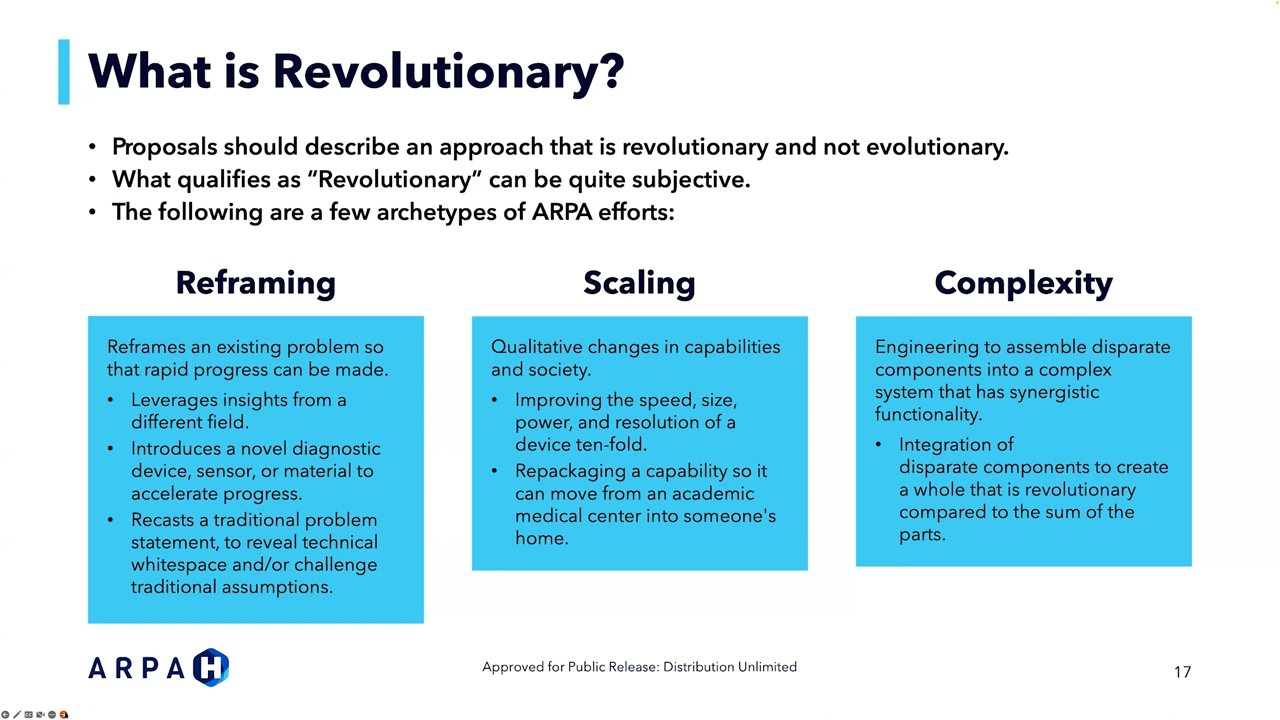 What is Revolutionary?
• Proposals should describe an approach that is revolutionary and not evolutionary.
• What qualifies as “Revolutionary” can be quite subjective.
• The following are a few archetypes of ARPA efforts:
Reframing
Reframes an existing problem so
that rapid progress can be made.
• Leverages insights from a
different field.
• Introduces a novel diagnostic
device, sensor, or material to
accelerate progress.
• Recasts a traditional problem
statement, to reveal technical
whitespace and/or challenge
traditional assumptions.
Scaling
Qualitative changes in capabilities
and society.
• Improving the speed, size,
power, and resolution of a
device ten-fold.
• Repackaging a capability so it
can move from an academic
medical center into someone's
home.
Complexity
Engineering to assemble disparate
components into a complex
system that has synergistic
functionality.
• Integration of
disparate components to create
a whole that is revolutionary
compared to the sum of the
parts.
ARPA H
Approved for Public Release: Distribution Unlimited
17